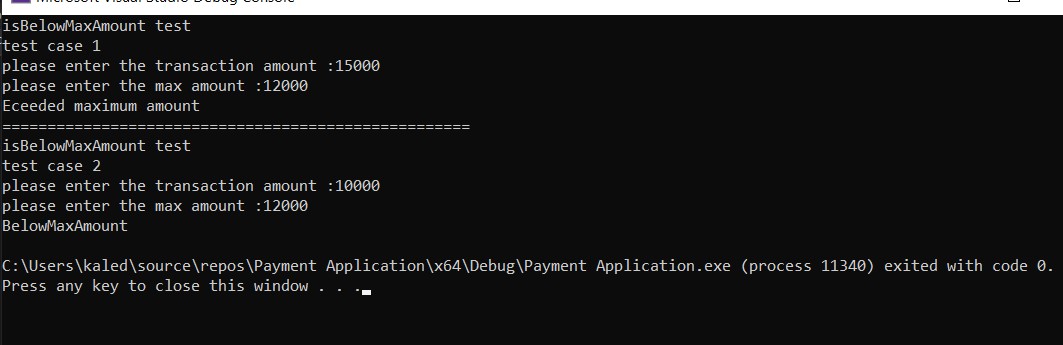 Microsoft Visual Studio Debug Console
isBelowMaxAmount test
test case 1
please enter the transaction amount :15000
please enter the max amount :12000
Eceeded maximum amount
====================================================
isBelowMaxAmount test
test case 2
please enter the transaction amount :10000
please enter the max amount :12000
BelowMaxAmount
C:\Users\kaled\source\repos\Payment Application\x64\Debug\Payment Application.exe (process 11340) exited with code 0.
Press any key to close this window . . .